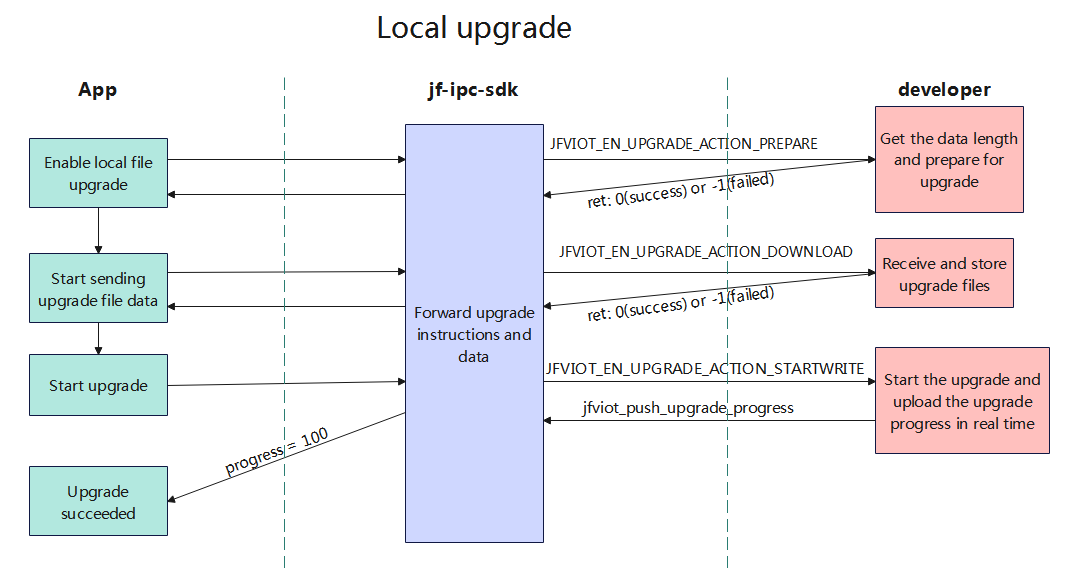 Local upgrade
App
jf-ipc-sdk
developer
Enable local file
upgrade
JFVIOT_EN_UPGRADE_ACTION_PREPARE
ret: 0(success) or -1(failed)
Get the data length
and prepare for
upgrade
Start sending
upgrade file data
JFVIOT_EN_UPGRADE_ACTION_DOWNLOAD
ret: 0(success) or -1(failed)
Receive and store
upgrade files
Forward upgrade
instructions and
data
Start upgrade
JFVIOT_EN_UPGRADE_ACTION_STARTWRITE
jfviot_push_upgrade_progress
Start the upgrade and
upload the upgrade
progress in real time
progress = 100
Upgrade
succeeded